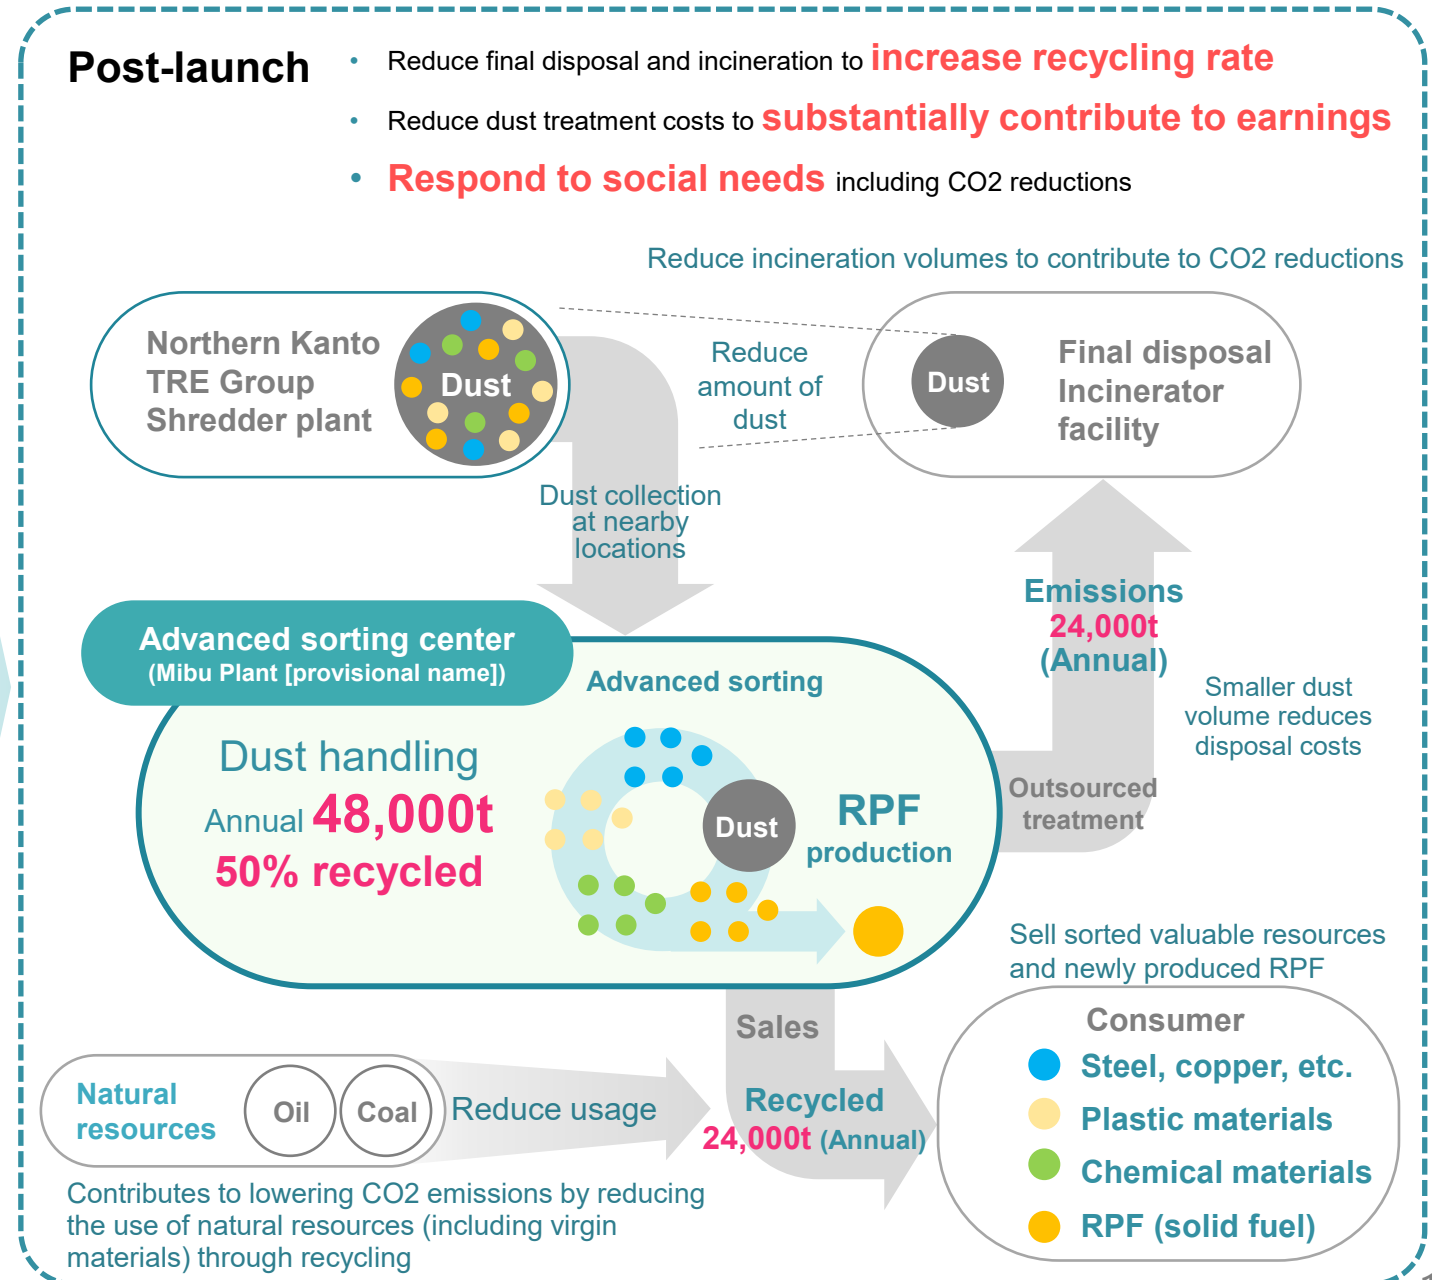 Post-launch
• Reduce final disposal and incineration to increase recycling rate
• Reduce dust treatment costs to substantially contribute to earnings
• Respond to social needs including CO2 reductions
Reduce incineration volumes to contribute to CO2 reductions
Northern Kanto
TRE Group
Shredder plant
Dust
Reduce
amount of
dust
Dust
Final disposal
Incinerator
facility
Dust collection
at nearby
locations
Emissions
24,000t
(Annual)
Smaller dust
volume reduces
disposal costs
Outsourced
treatment
Advanced sorting center
(Mibu Plant [provisional name])
Advanced sorting
Dust handling
Annual 48,000t
50% recycled
Dust
RPF
production
Sell sorted valuable resources
and newly produced RPF
Sales
Recycled
24,000t (Annual)
Consumer
Steel, copper, etc.
Plastic materials
Chemical materials
RPF (solid fuel)
Natural
resources
Oil
Coal
Reduce usage
Contributes to lowering CO2 emissions by reducing
the use of natural resources (including virgin
materials) through recycling